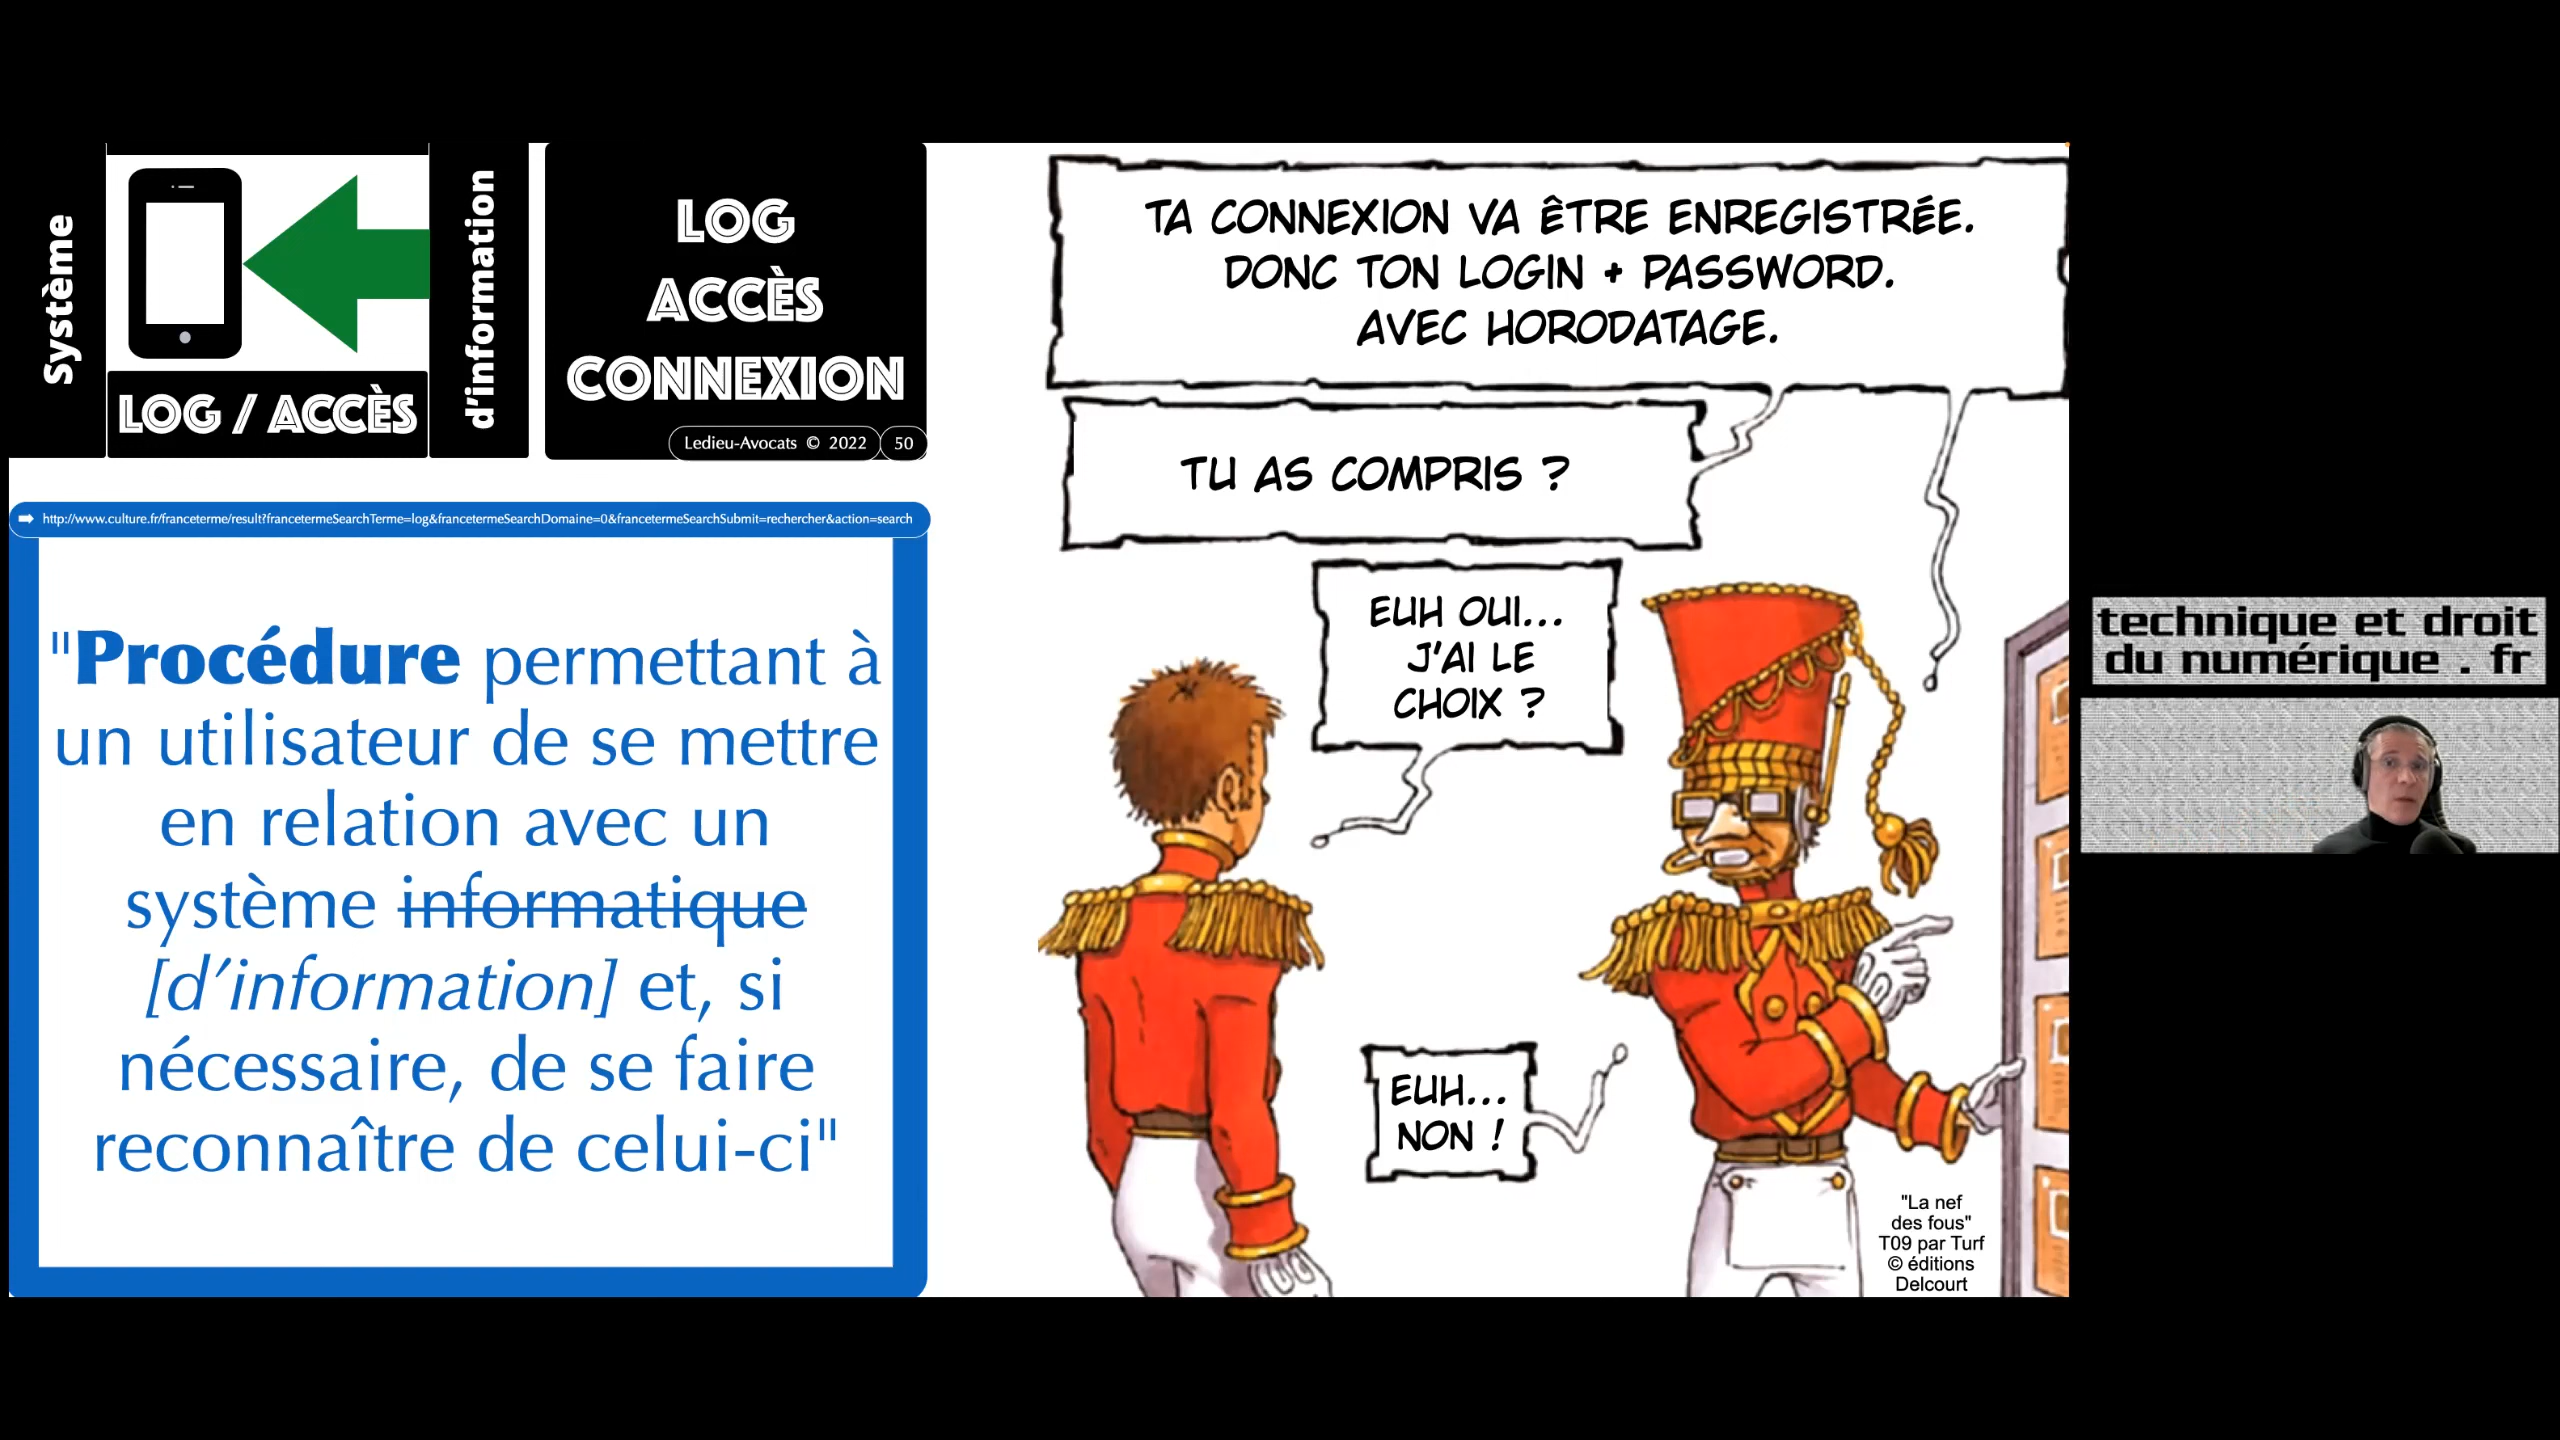 Système
LOG / ACCÈS
d'information
LOG
ACCÈS
CONNEXION
Ledieu-Avocats © 2022 50
➡ http://www.culture.fr/franceterme/result?francetermeSearchTerme=log&francetermeSearchDomaine=0&francetermeSearchSubmit=rechercher&action=search
"Procédure permettant à
un utilisateur de se mettre
en relation avec un
système informatique
[d'information] et, si
nécessaire, de se faire
reconnaître de celui-ci"
TA CONNEXION VA ÊTRE ENREGISTRÉE.
DONC TON LOGIN + PASSWORD.
AVEC HORODATAGE.
TU AS COMPRIS ?
EUH OUI...
J'AI LE
CHOIX ?
EUH...
NON !
"La nef
des fous"
T09 par Turf
© éditions
Delcourt
technique et droit
du numérique . fr